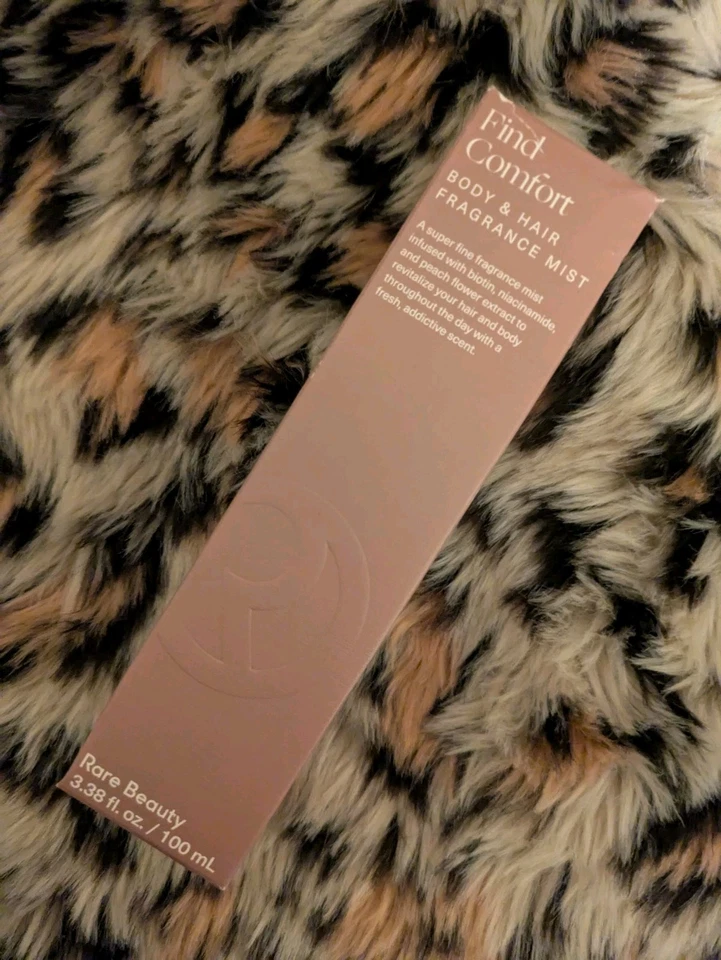 Find
Comfort
BODY & HAIR
FRAGRANCE MIST
A super fine fragrance mist
infused with biotin, niacinamide,
and peach flower extract to
revitalize your hair and body
throughout the day with a
fresh, addictive scent.
Rare Beauty
3.38 fl. oz. / 100 mL